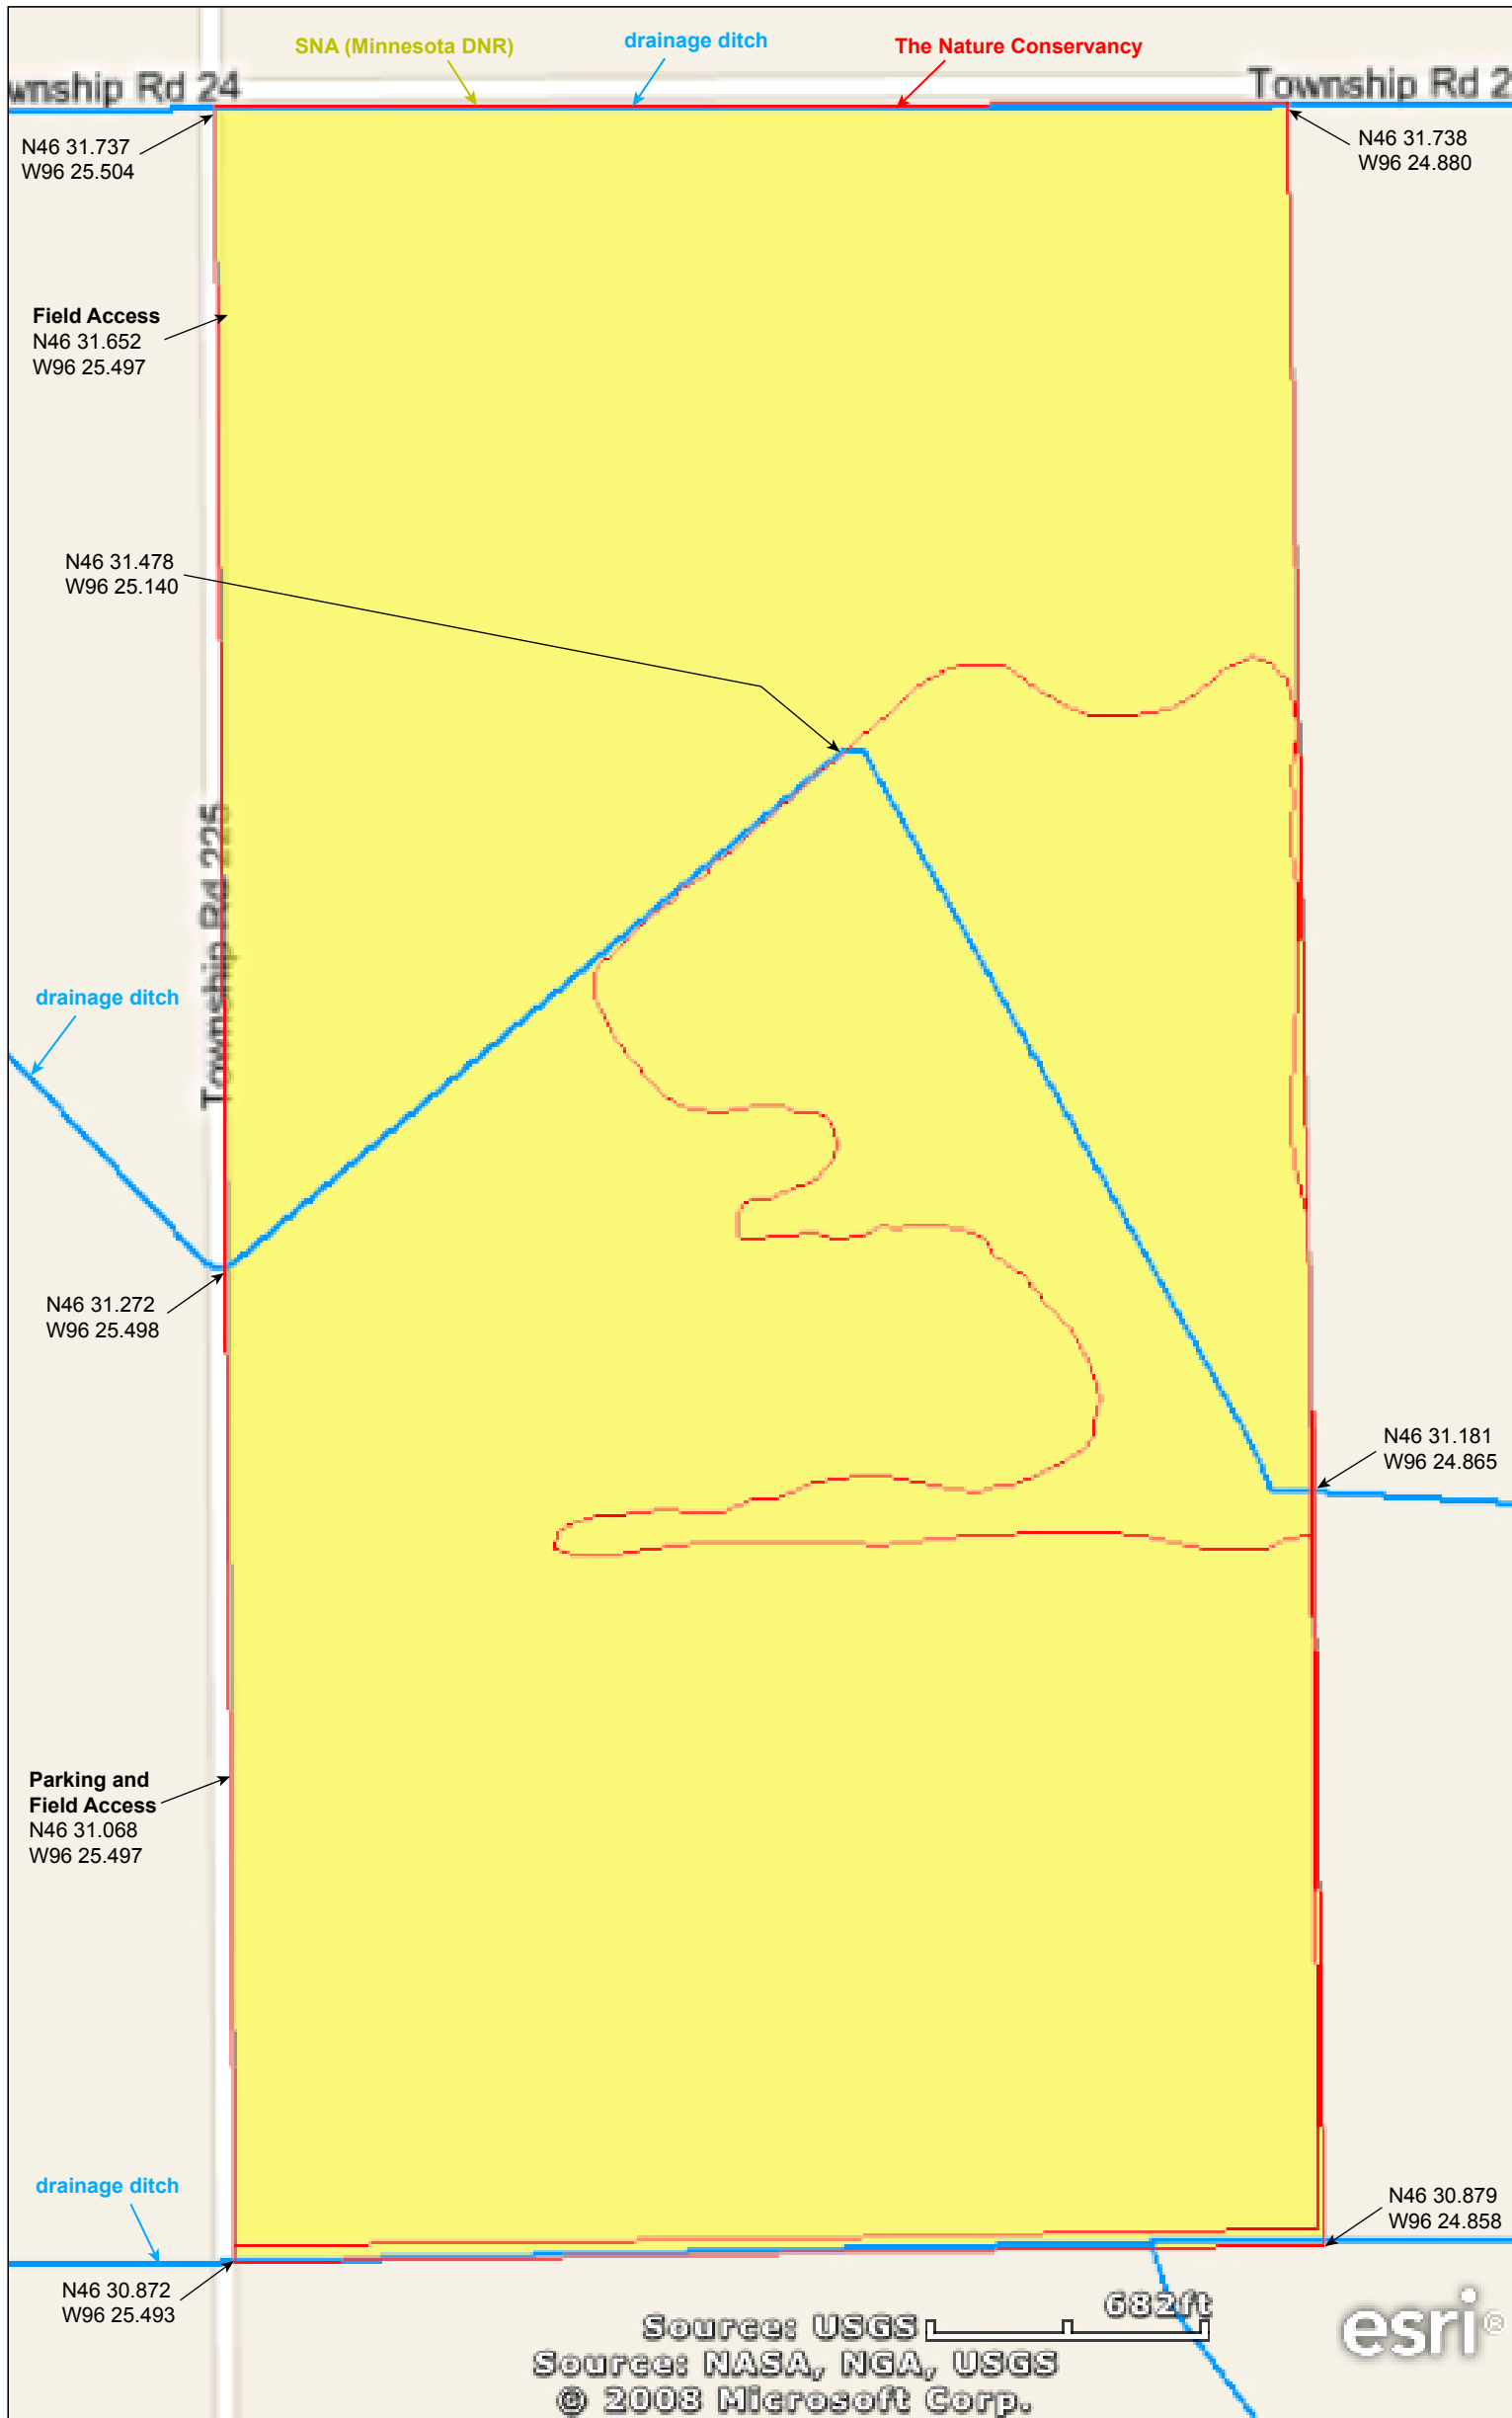 SNA (Minnesota DNR)
drainage ditch
The Nature Conservancy
wnship Rd 24
Township Rd 2
N46 31.737
W96 25.504
N46 31.738
W96 24.880
Field Access
N46 31.652
W96 25.497
N46 31.478
W96 25.140
Township Rd 225
drainage ditch
N46 31.272
W96 25.498
N46 31.181
W96 24.865
Parking and
Field Access
N46 31.068
W96 25.497
drainage ditch
N46 30.879
W96 24.858
N46 30.872
W96 25.493
682ft
Source: USGS
Source: NASA, NGA, USGS
© 2008 Microsoft Corp.
esri®